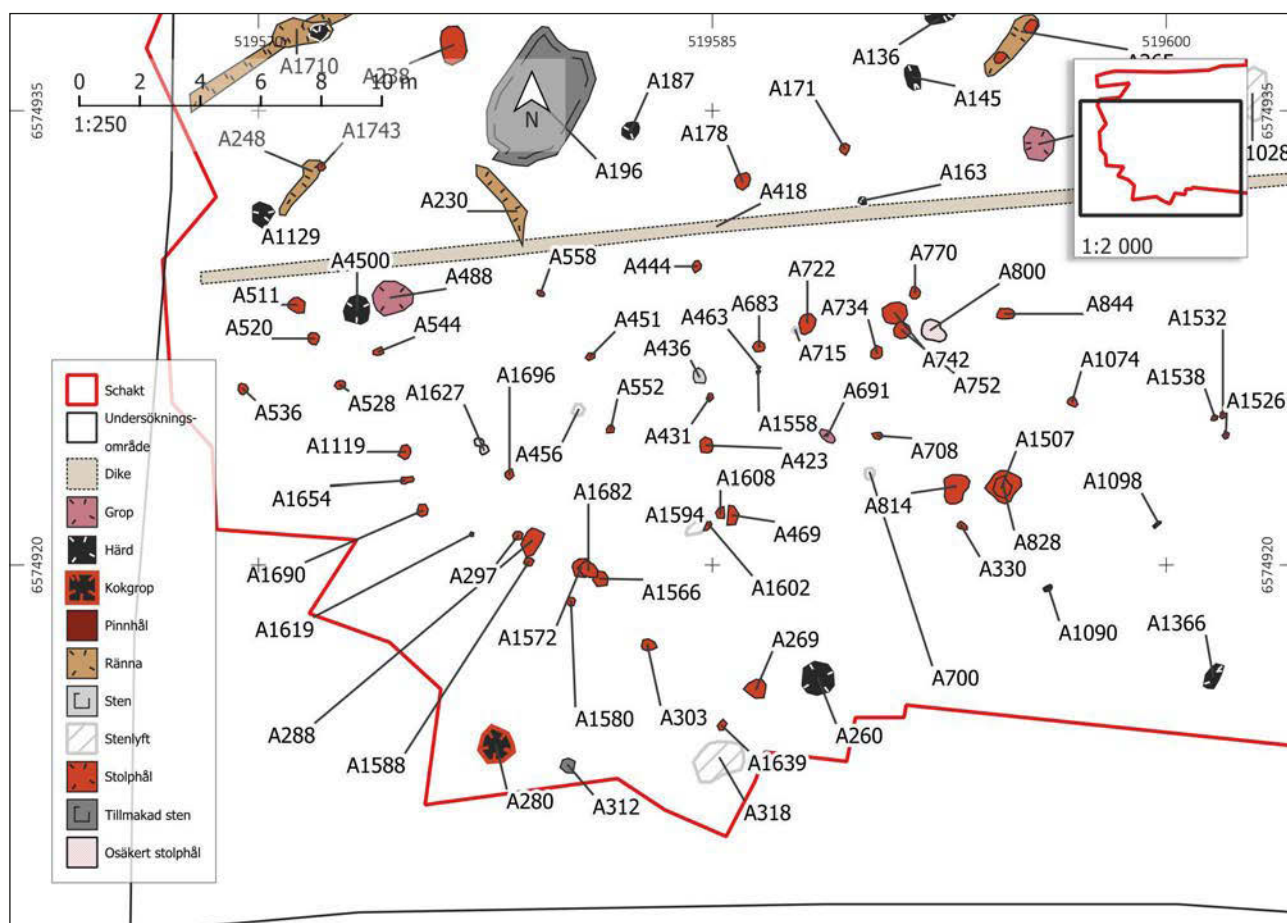 519570
519585
519600
A1710
A238
A136
A265
0 2 4 6 8 10 m
1:250
N
A187
A171
A145
A178
6574935
6574935
A248
A1743
A196
A163
1028
A230
A418
A1129
1:2 000
A4500
A488
A558
A444
A722
A770
A800
A511
A683
A734
A844
A520
A544
A451
A463
A1532
A436
A715
A742
A1074
A1538
A752
A1526
A536
A528
A1627
A1696
A552
A691
A431
A1558
A708
A1507
A1119
A456
A423
A1098
A1654
A1682
A1608
A814
A1594
A469
A828
A1690
A297
A330
6574920
6574920
A1566
A1602
A1619
A1572
A1090
A1366
A269
A700
A288
A1580
A303
A260
A1588
A1639
A280
A312
A318
Schakt
Undersöknings-
område
Dike
Grop
Härd
Kokgrop
Pinnhål
Ränna
Sten
Stenlyft
Stolphål
Tillmakad sten
Osäkert stolphål